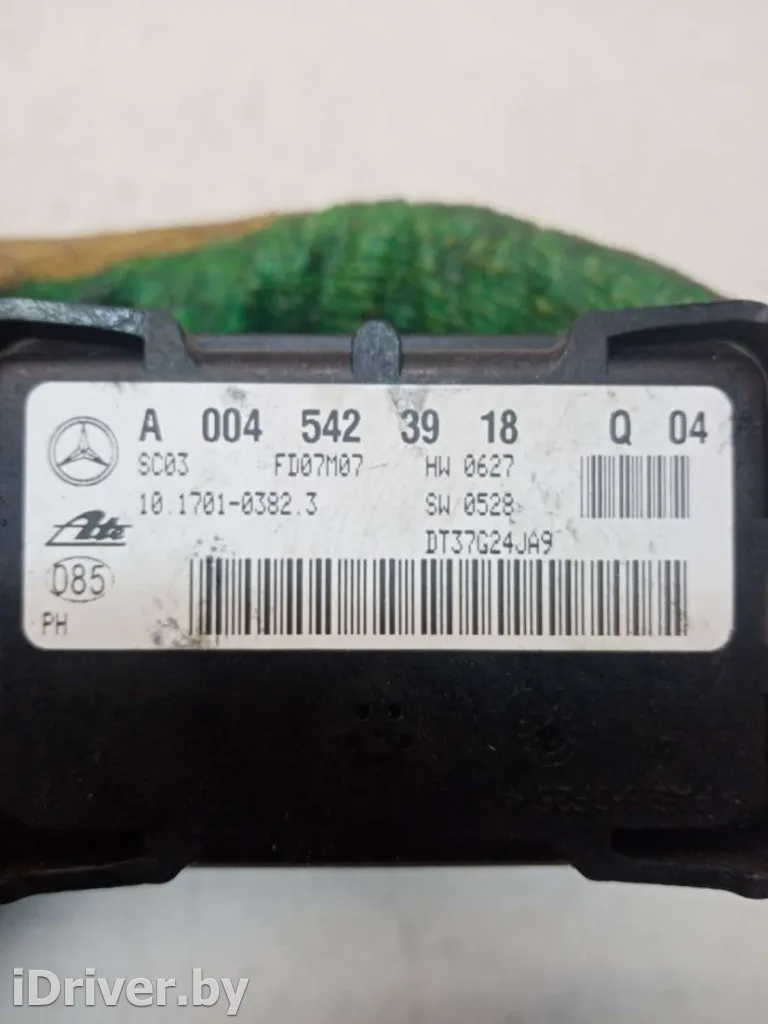 A 004 542 39 18 Q 04
SC03 FD07M07 HW 0627
10.1701-0382.3 SW 0528
Ate DT37G24JA9
D85
PH
iDriver.by